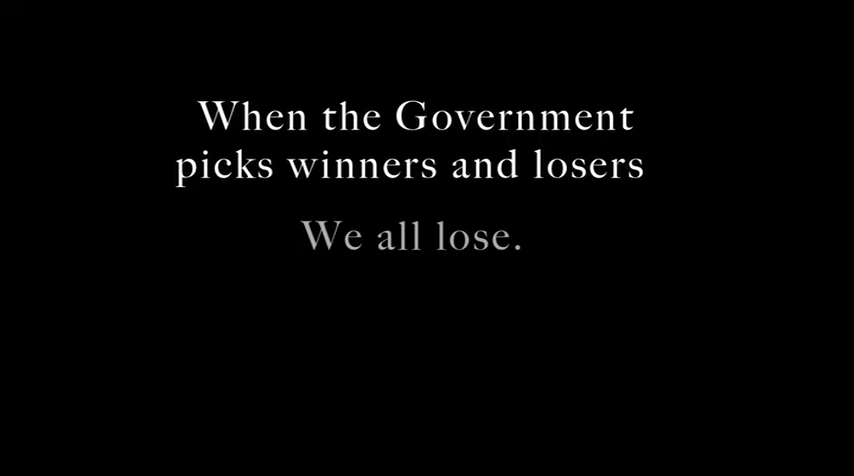 When the Government
picks winners and losers
We all lose.